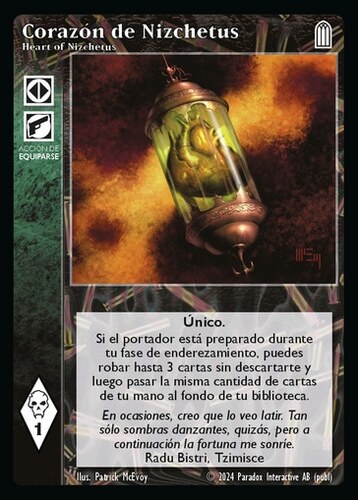 Corazón de Nizchetus
Heart of Nizchetus
ACCIÓN DE
EQUIPARSE
Único.
Si el portador está preparado durante
tu fase de enderezamiento, puedes
robar hasta 3 cartas sin descartarte y
luego pasar la misma cantidad de cartas
de tu mano al fondo de tu biblioteca.
En ocasiones, creo que lo veo latir. Tan
sólo sombras danzantes, quizás, pero a
continuación la fortuna me sonríe.
Radu Bistri, Tzimisce
1
Ilus. Patrick McEvoy
© 2024 Paradox Interactive AB (publ)